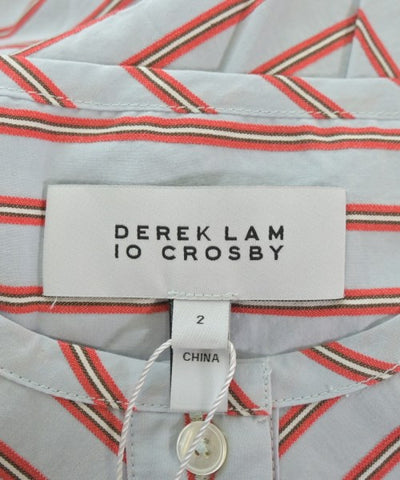 DEREK LAM
10 CROSBY
2
CHINA